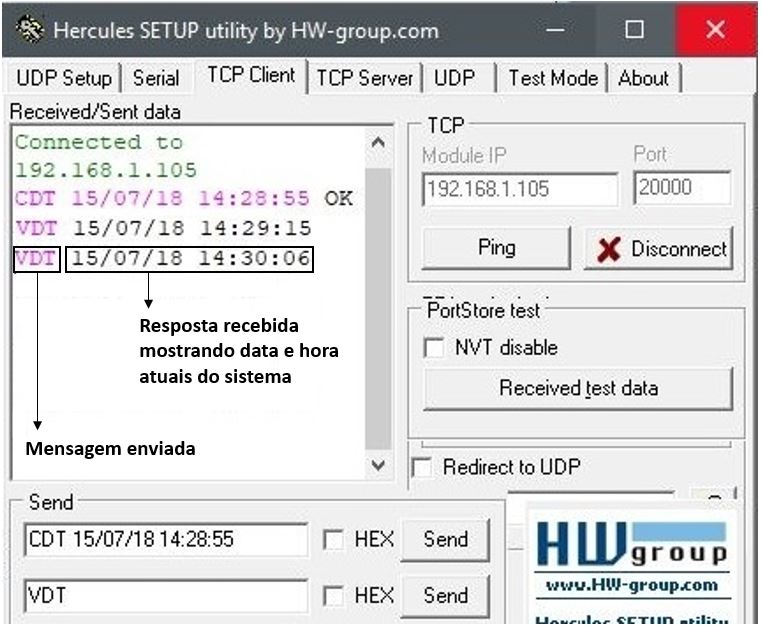 Hercules SETUP utility by HW-group.com
UDP Setup Serial TCP Client TCP Server UDP Test Mode About
Received/Sent data
Connected to
192.168.1.105
CDT 15/07/18 14:28:55 OK
VDT 15/07/18 14:29:15
VDT 15/07/18 14:30:06
Resposta recebida
mostrando data e hora
atuais do sistema
Mensagem enviada
TCP
Module IP Port
192.168.1.105 20000
Ping Disconnect
PortStore test
NVT disable
Received test data
Redirect to UDP
Send
CDT 15/07/18 14:28:55 HEX Send
VDT HEX Send
HW group
www.HW-group.com
Hercules SETUP utility